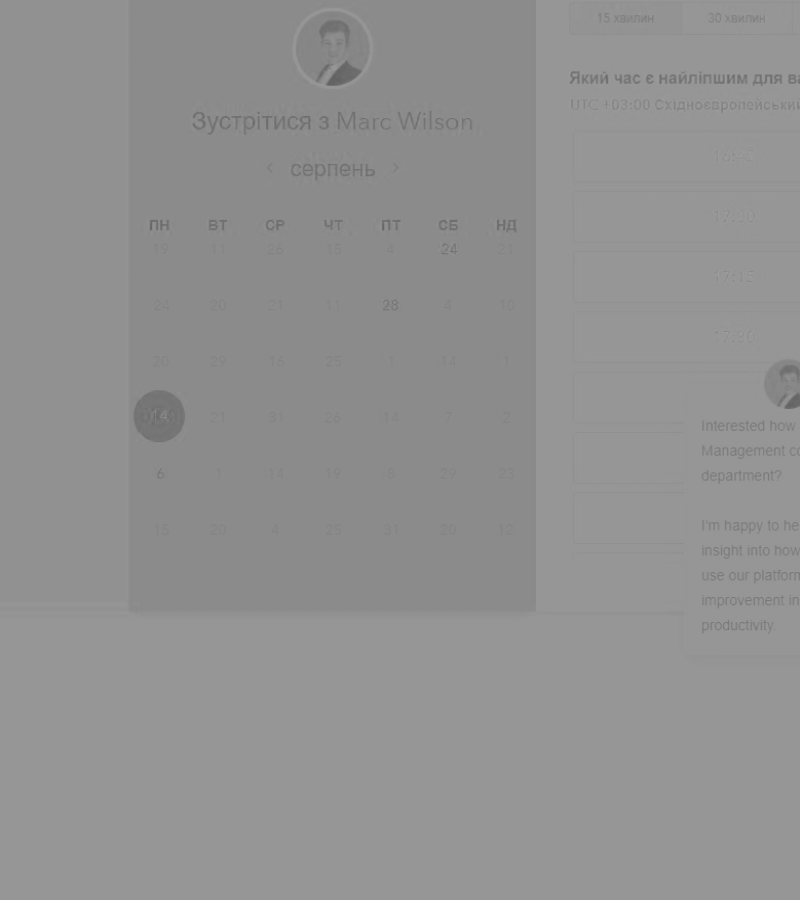 Зустрітися з Marc Wilson
серпень
ПН ВТ СР ЧТ ПТ СБ НД
19 11 26 15 4 24 21
24 20 21 11 28 4 10
20 29 16 25 1 14 1
14 21 31 26 14 7 2
6 1 14 19 8 29 23
15 20 4 25 31 20 12
15 хвилин 30 хвилин
Який час є найліпшим для ва
UTC +03:00 Східноєвропейський
16:45
17:00
17:15
17:30
Interested how
Management co
department?
I'm happy to he
insight into how
use our platform
improvement in
productivity.